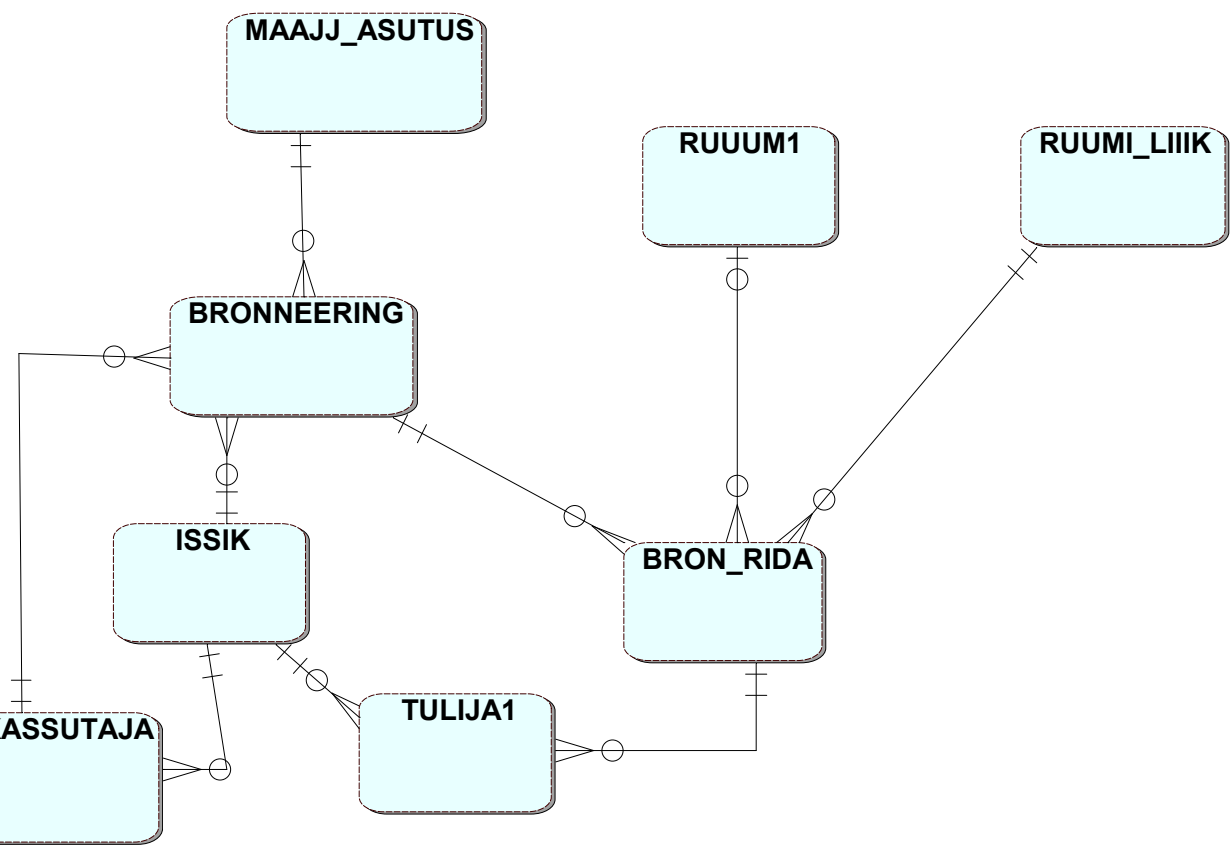 MAAJJ_ASUTUS
RUUUM1
RUUMI_LIIIK
BRONNEERING
ISSIK
BRON_RIDA
TULIJA1
ASSUTAJA